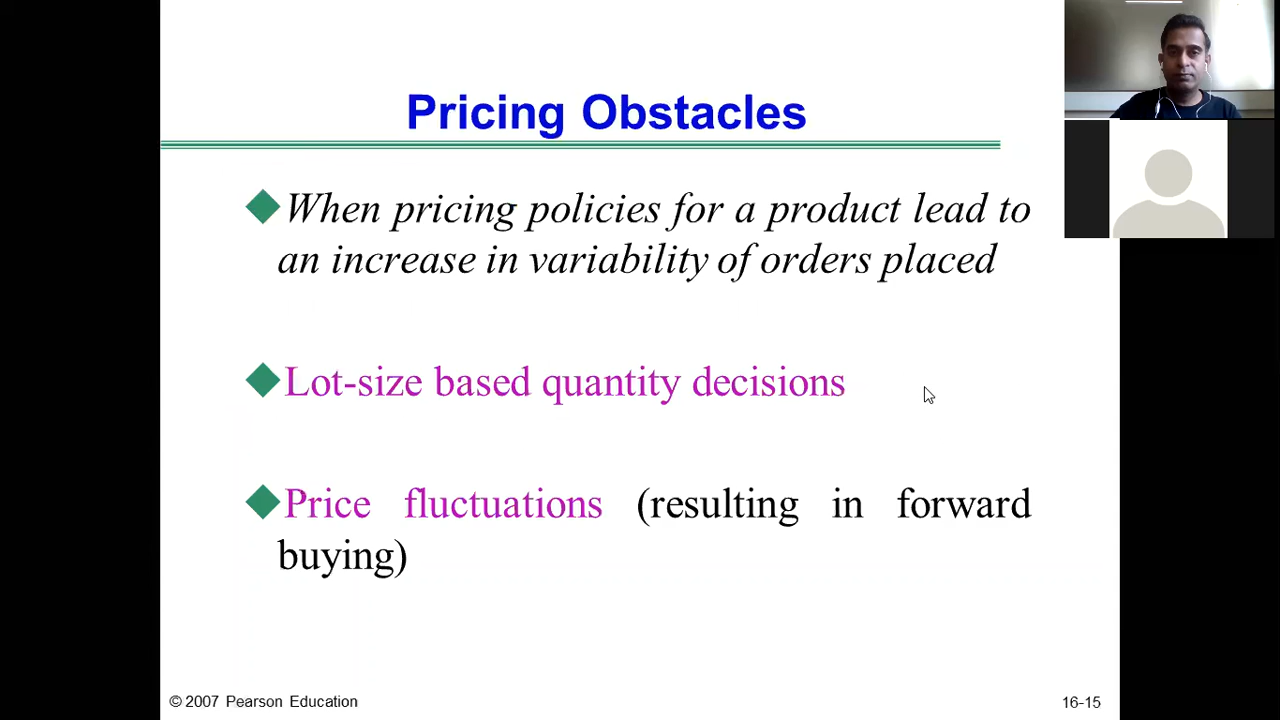 Pricing Obstacles
When pricing policies for a product lead to
an increase in variability of orders placed
Lot-size based quantity decisions
Price fluctuations (resulting in forward
buying)
© 2007 Pearson Education
16-15